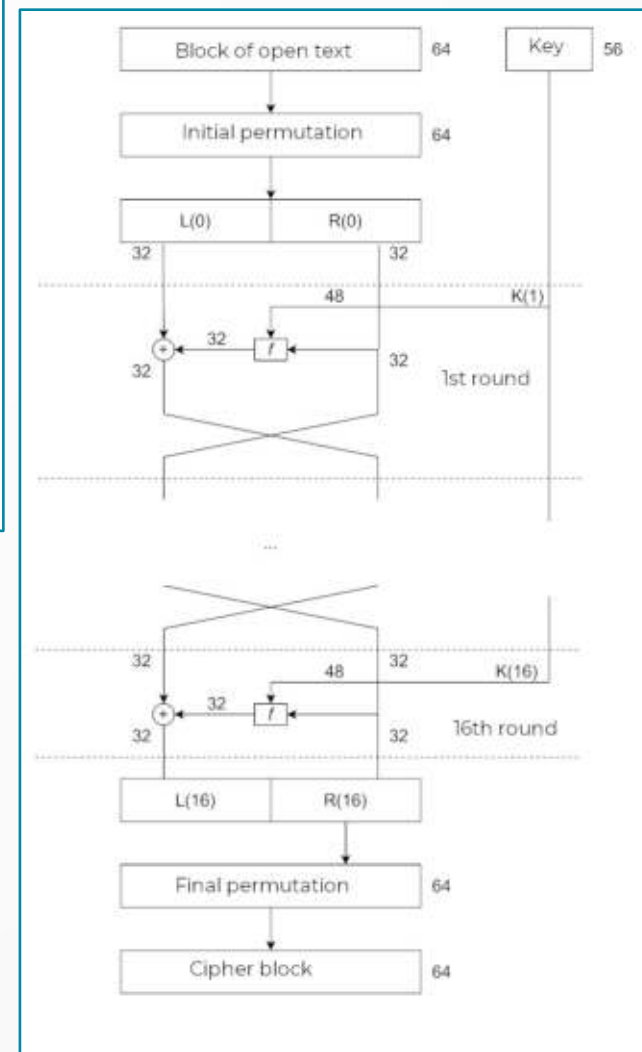 Block of open text 64 Key 56
Initial permutation 64
L(0) R(0)
32 32
48 K(1)
32 f
32 32
1st round
...
32 32
48 K(16)
32 f
32 32
16th round
L(16) R(16)
Final permutation 64
Cipher block 64